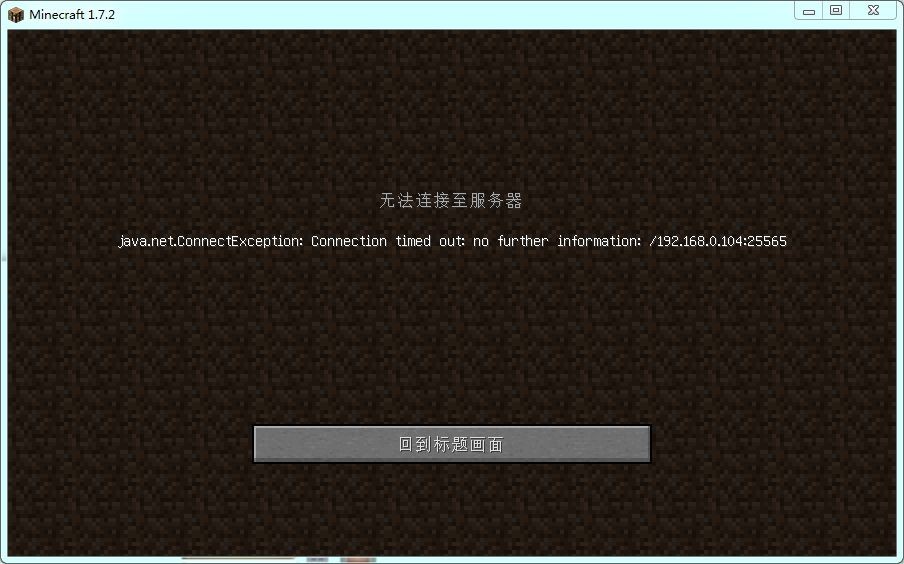 Minecraft 1.7.2
无法连接至服务器
java.net.ConnectException: Connection timed out: no further information: /192.168.0.104:25565
回到标题画面